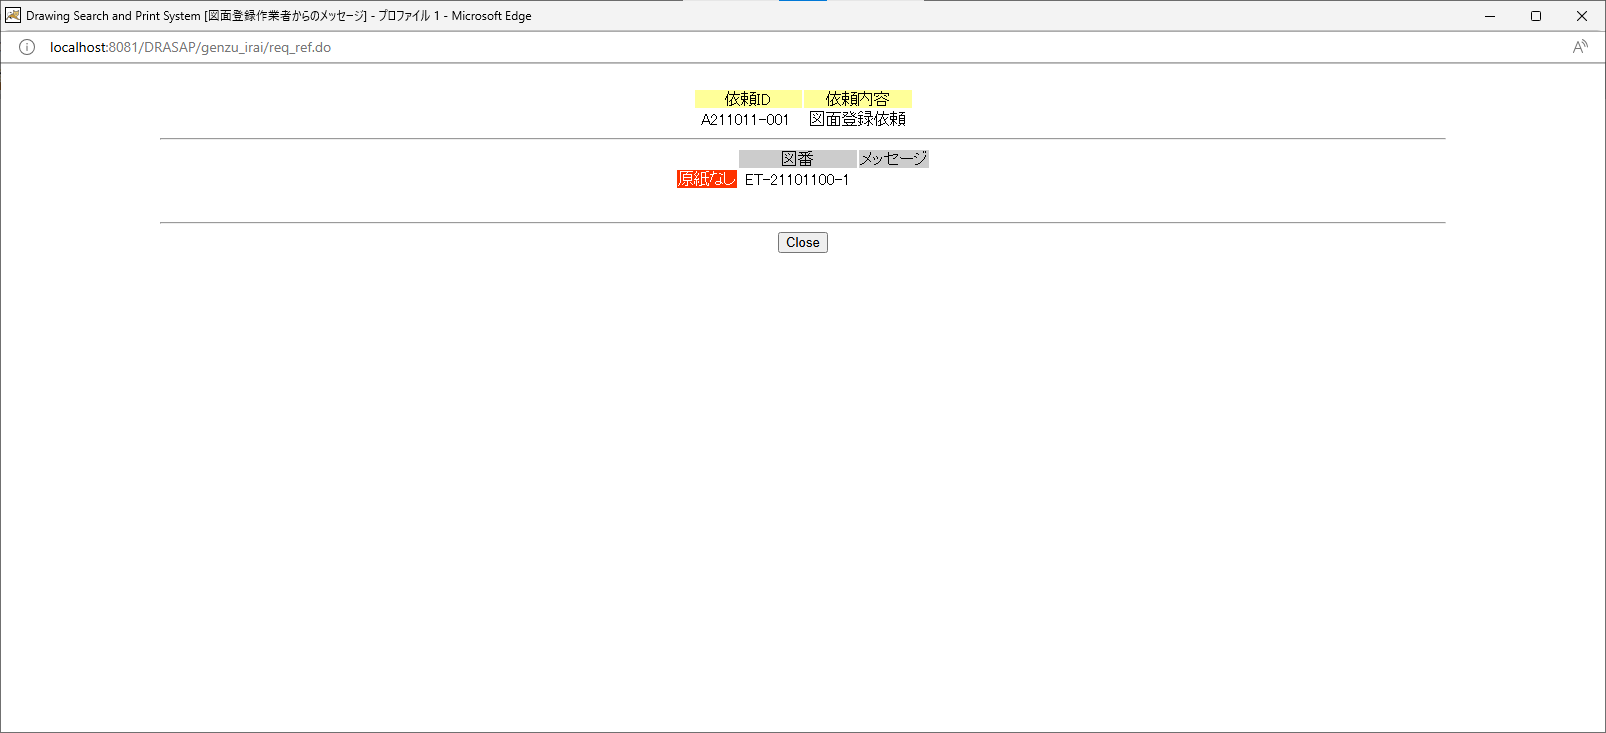 Drawing Search and Print System [図面登録作業者からのメッセージ] - プロファイル 1 - Microsoft Edge
localhost:8081/DRASAP/genzu_irai/req_ref.do
依頼ID 依頼内容
A211011-001 図面登録依頼
図番 メッセージ
原紙なし ET-21101100-1
Close